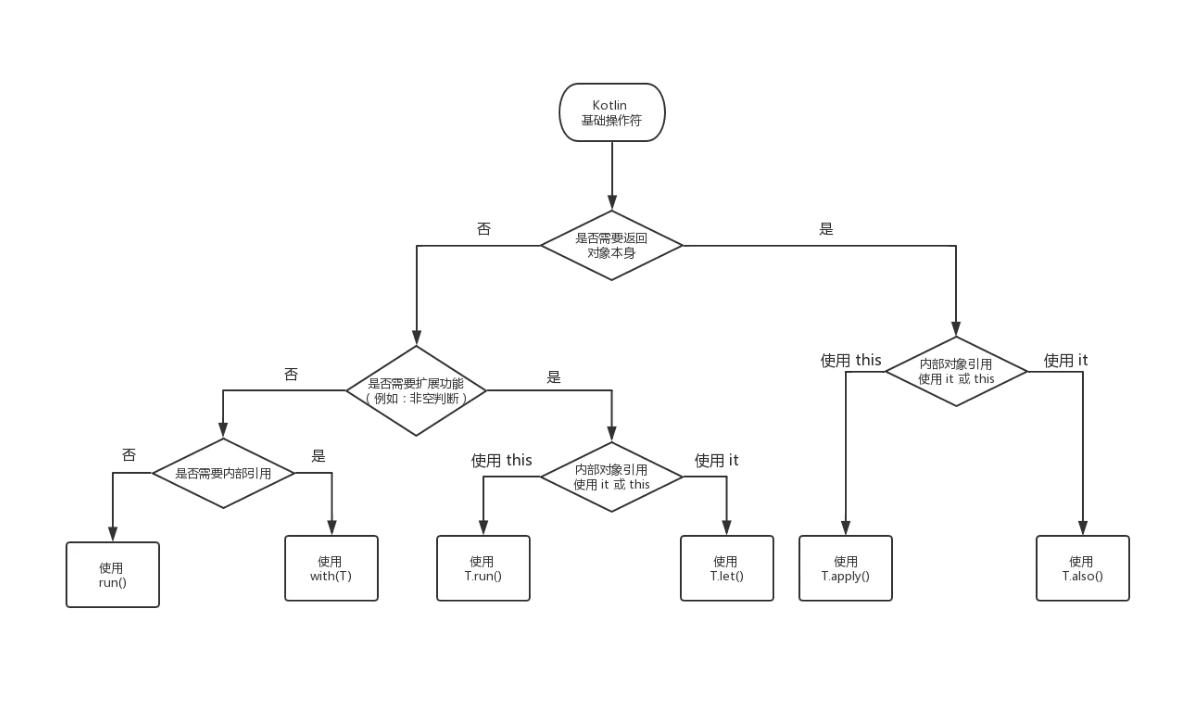 Kotlin
基础操作符
否
是
是否需要返回
对象本身
使用 this
使用 it
内部对象引用
使用 it 或 this
否
是
是否需要扩展功能
（例如：非空判断）
否
是
是否需要内部引用
使用 this
使用 it
内部对象引用
使用 it 或 this
使用
run()
使用
with(T)
使用
T.run()
使用
T.let()
使用
T.apply()
使用
T.also()